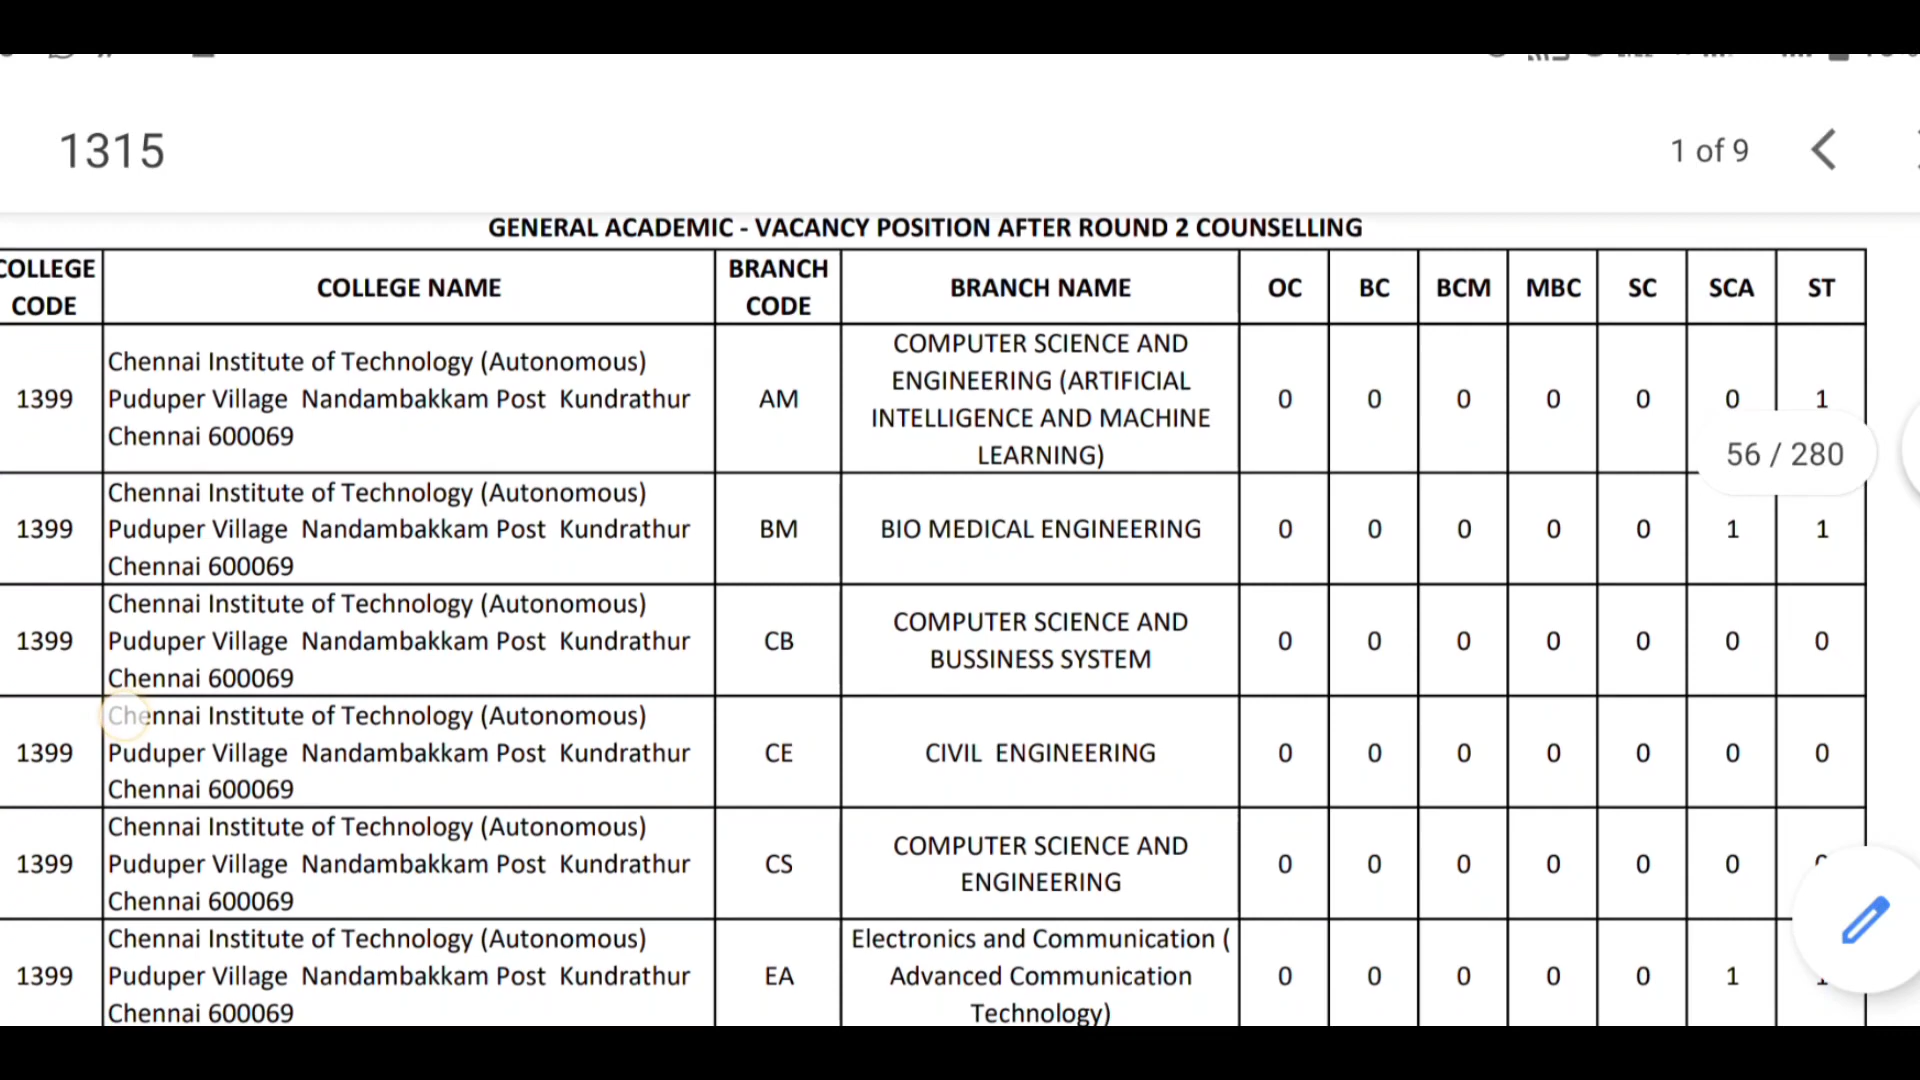 1315
1 of 9
GENERAL ACADEMIC - VACANCY POSITION AFTER ROUND 2 COUNSELLING
COLLEGE CODE COLLEGE NAME BRANCH CODE BRANCH NAME OC BC BCM MBC SC SCA ST
1399
Chennai Institute of Technology (Autonomous)
Puduper Village Nandambakkam Post Kundrathur
Chennai 600069
AM
COMPUTER SCIENCE AND
ENGINEERING (ARTIFICIAL
INTELLIGENCE AND MACHINE
LEARNING)
0 0 0 0 0 0 1
56 / 280
1399
Chennai Institute of Technology (Autonomous)
Puduper Village Nandambakkam Post Kundrathur
Chennai 600069
BM
BIO MEDICAL ENGINEERING
0 0 0 0 0 1 1
1399
Chennai Institute of Technology (Autonomous)
Puduper Village Nandambakkam Post Kundrathur
Chennai 600069
CB
COMPUTER SCIENCE AND
BUSSINESS SYSTEM
0 0 0 0 0 0 0
1399
Chennai Institute of Technology (Autonomous)
Puduper Village Nandambakkam Post Kundrathur
Chennai 600069
CE
CIVIL ENGINEERING
0 0 0 0 0 0 0
1399
Chennai Institute of Technology (Autonomous)
Puduper Village Nandambakkam Post Kundrathur
Chennai 600069
CS
COMPUTER SCIENCE AND
ENGINEERING
0 0 0 0 0 0
1399
Chennai Institute of Technology (Autonomous)
Puduper Village Nandambakkam Post Kundrathur
Chennai 600069
EA
Electronics and Communication (
Advanced Communication
Technology)
0 0 0 0 0 1